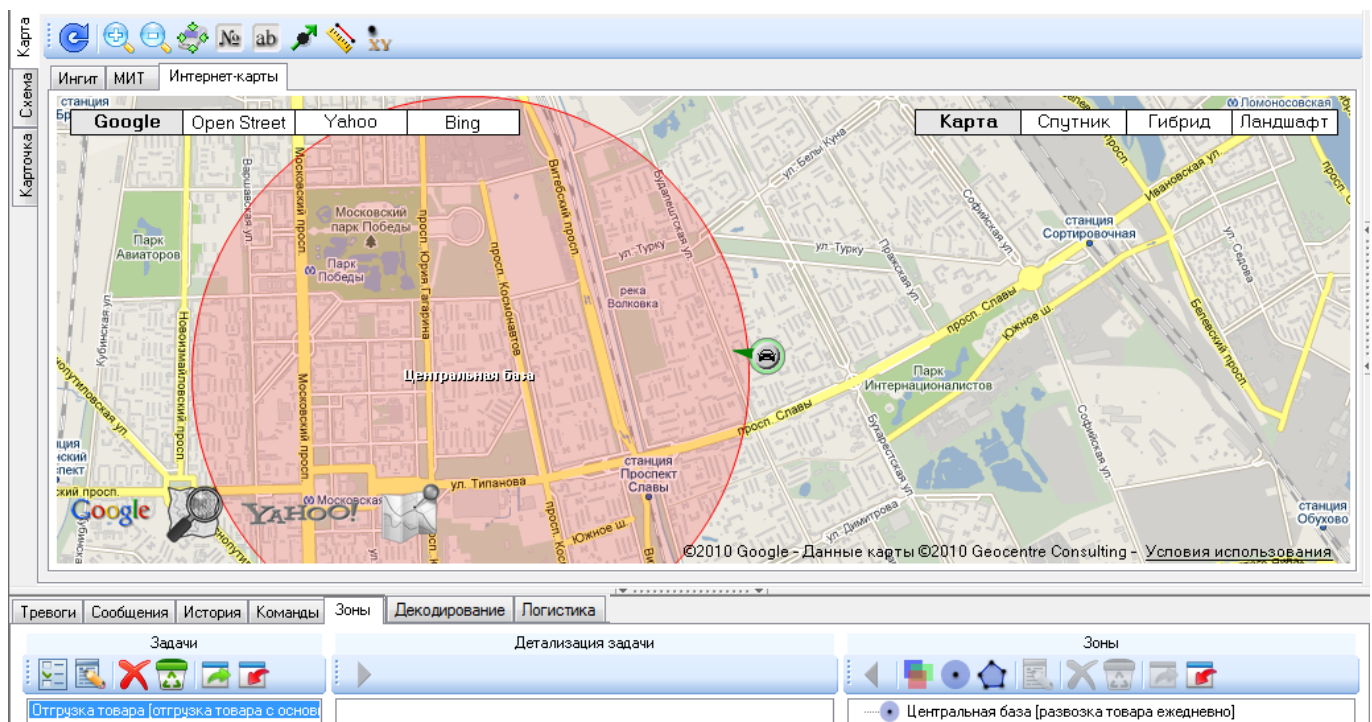 Карта
Схема
Карточка
№
ab
XY
Ингит
МИТ
Интернет-карты
станция
Google
Open Street
Yahoo
Bing
Карта
Спутник
Гибрид
Ландшафт
Ломоносовская
Варшавская ул.
Московский просп.
Московский
парк Победы
Парк
Победы
просп. Юрия Гагарина
просп. Космонавтов
Витебский просп.
Будапештская ул.
ул-Турку
река
Волковка
ул-Турку
ул-Белы Куна
Пражская ул.
Софийская ул.
станция
Сортировочная
Ивановская ул.
ул. Седова
Белевский просп.
Парк
Авиаторов
Кубинская ул.
Новоизмайловский просп.
Центральная база
просп. Славы
Южное ш.
Парк
Интернационалистов
просп. Славы
Бухарестская ул.
Софийская ул.
станция
Проспект
Славы
ул. Типанова
Московская
Южное ш.
ул-Димитрова
станция
Обухово
Google
YAHOO!
©2010 Google - Данные карты ©2010 Geocentre Consulting - Условия использования
Тревоги
Сообщения
История
Команды
Зоны
Декодирование
Логистика
Задачи
Детализация задачи
Зоны
Отгрузка товара [отгрузка товара с основ
Центральная база [развозка товара ежедневно]